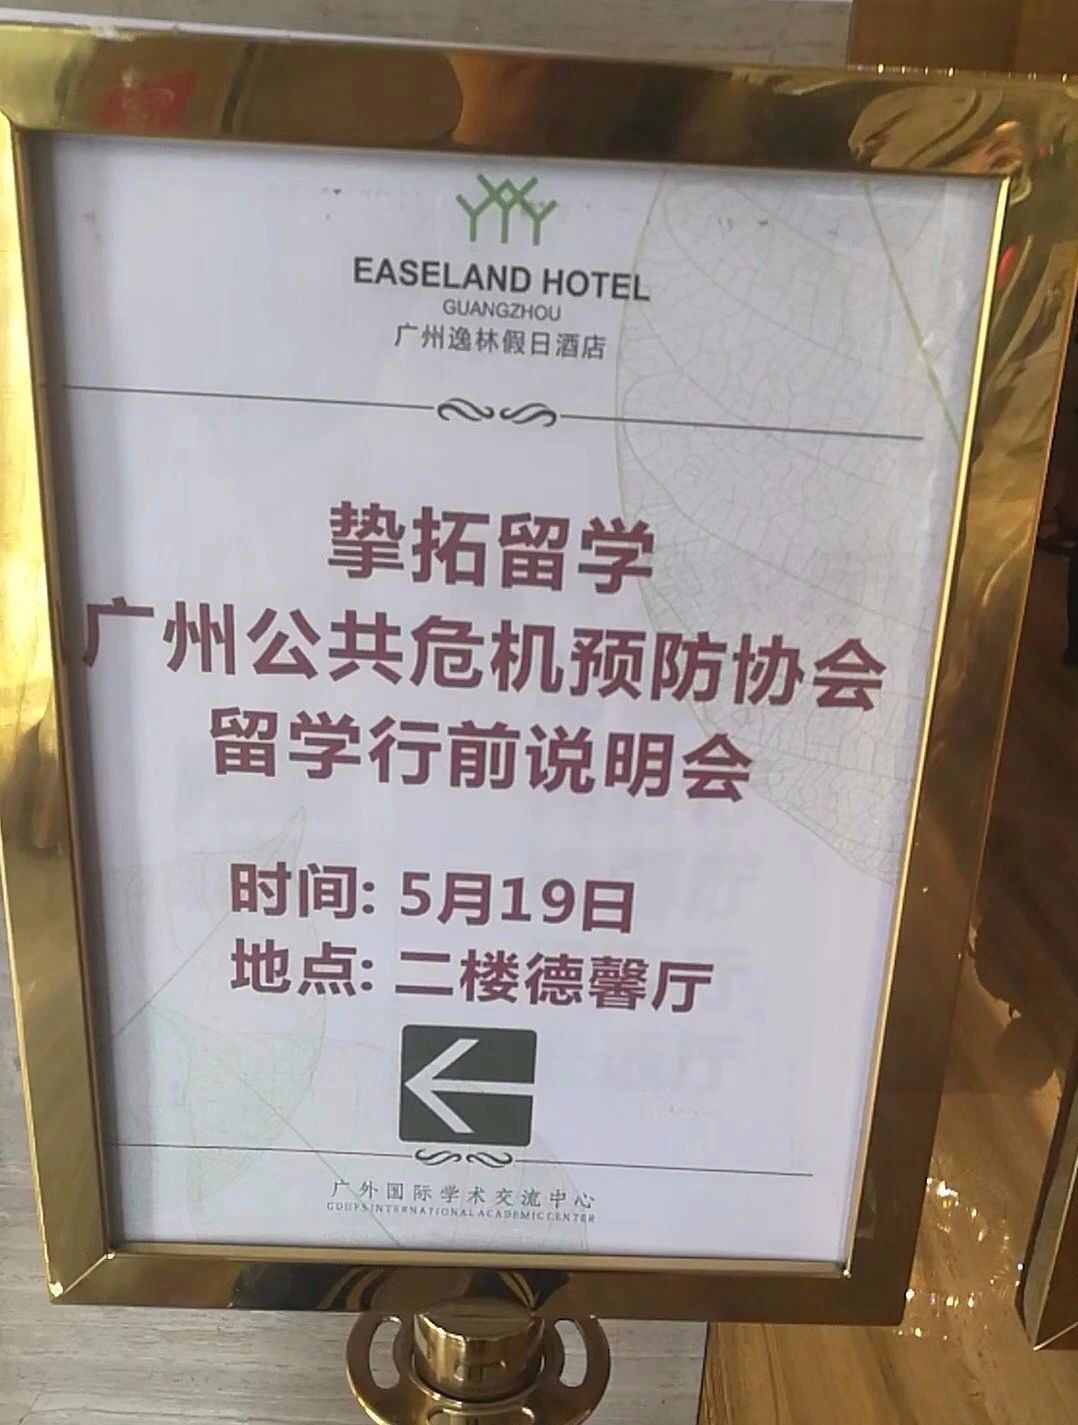 EASELAND HOTEL
GUANGZHOU
广州逸林假日酒店
挚拓留学
广州公共危机预防协会
留学行前说明会
时间: 5月19日
地点: 二楼德馨厅
广外国际学术交流中心
GDUFS INTERNATIONAL ACADEMIC CENTER